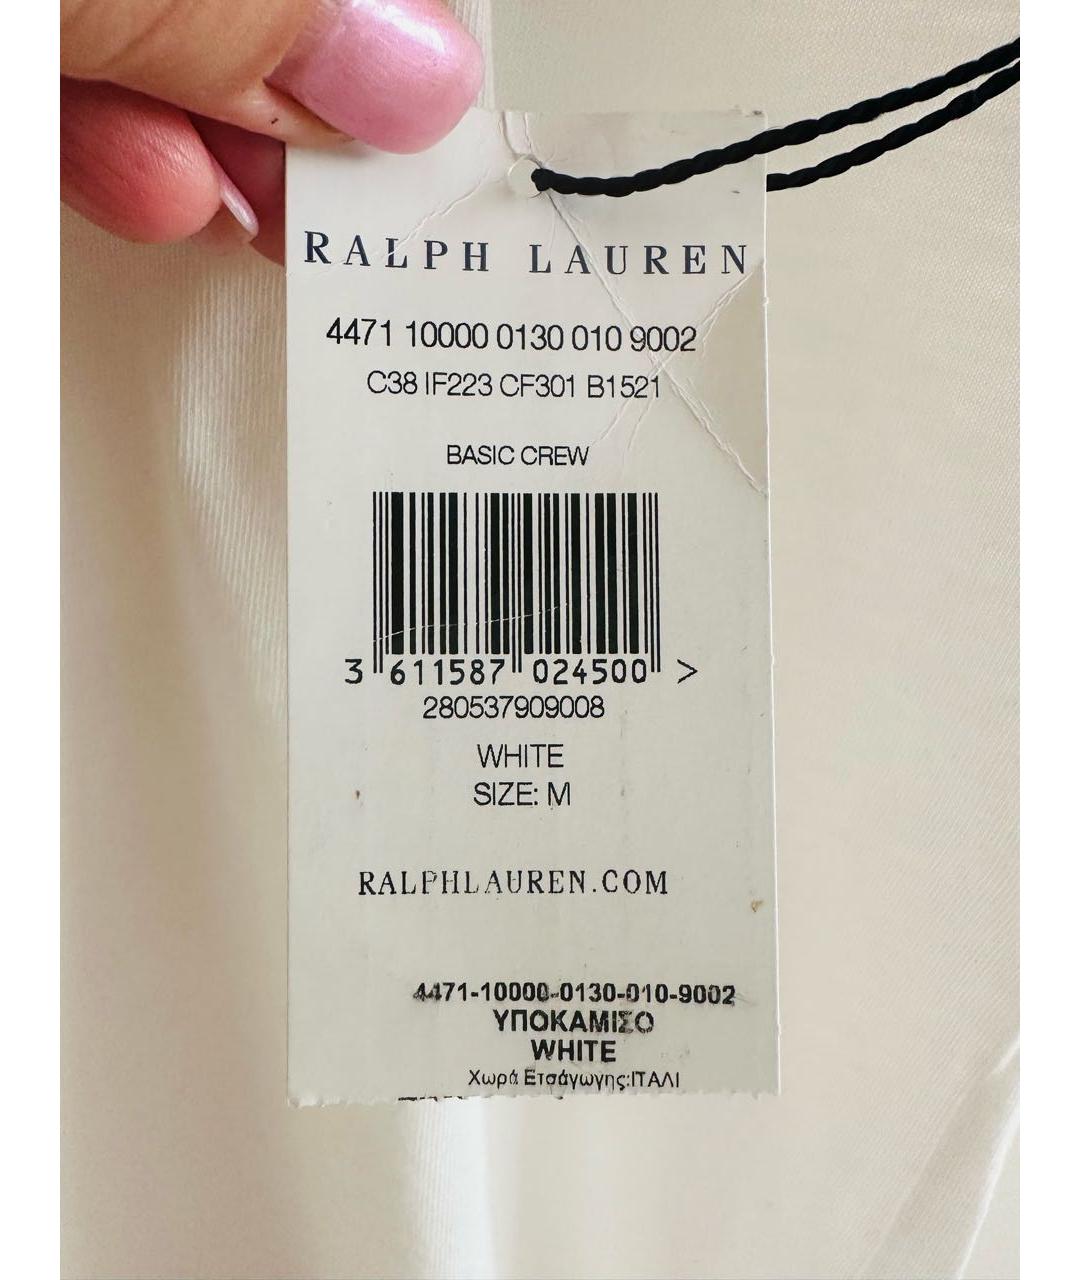 RALPH LAUREN
4471 10000 0130 010 9002
C38 IF223 CF301 B1521
BASIC CREW
3 611587 024500 >
280537909008
WHITE
SIZE: M
RALPHLAUREN.COM
4471-10000-0130-010-9002
ΥΠΟΚΑΜΙΣΟ
WHITE
Χωρά Ετσάγωγης:ΙΤΑΛΙ